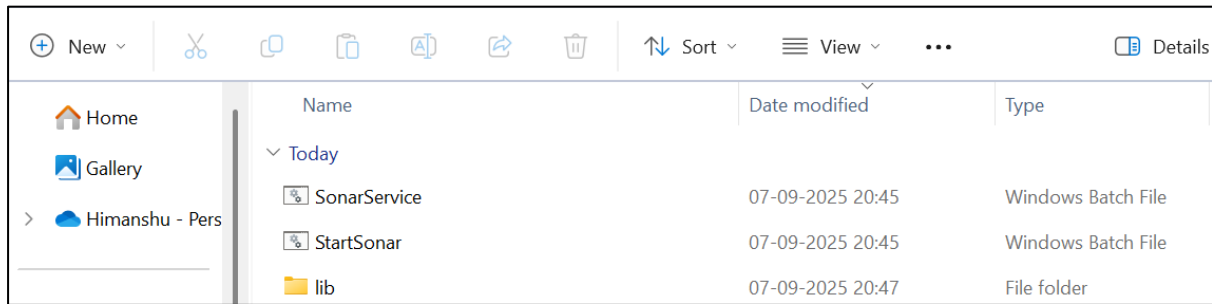 New Sort View ... Details
Name Date modified Type
Home
Today
Gallery
SonarService 07-09-2025 20:45 Windows Batch File
Himanshu - Pers
StartSonar 07-09-2025 20:45 Windows Batch File
lib 07-09-2025 20:47 File folder